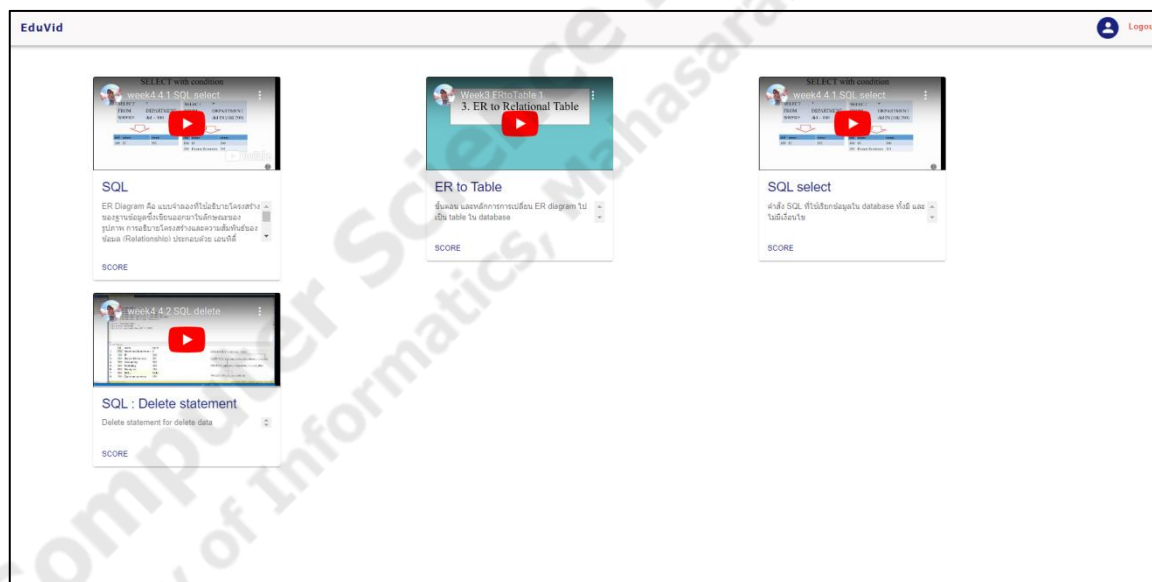 EduVid
Logou
SELECT with condition
week4 4.1 SQL select
SQL
ER Diagram คือ แบบจำลองที่ใช้อธิบายโครงสร้าง
ของฐานข้อมูลซึ่งเขียนออกมาในลักษณะของ
รูปภาพ การอธิบายโครงสร้างและความสัมพันธ์ของ
ข้อมูล (Relationship) ประกอบด้วย เอนทิตี้
SCORE
Week3 ERtoTable 1
3. ER to Relational Table
ER to Table
ขั้นตอน และหลักการการเปลี่ยน ER diagram ไป
เป็น table ใน database
SCORE
SELECT with condition
week4 4.1 SQL select
SQL select
คำสั่ง SQL ที่ใช้เรียกข้อมูลใน database ทั้งมี และ
ไม่มีเงื่อนไข
SCORE
week4 4.2 SQL delete
SQL : Delete statement
Delete statement for delete data
SCORE
Computer Science
of Informatics, Mahasara